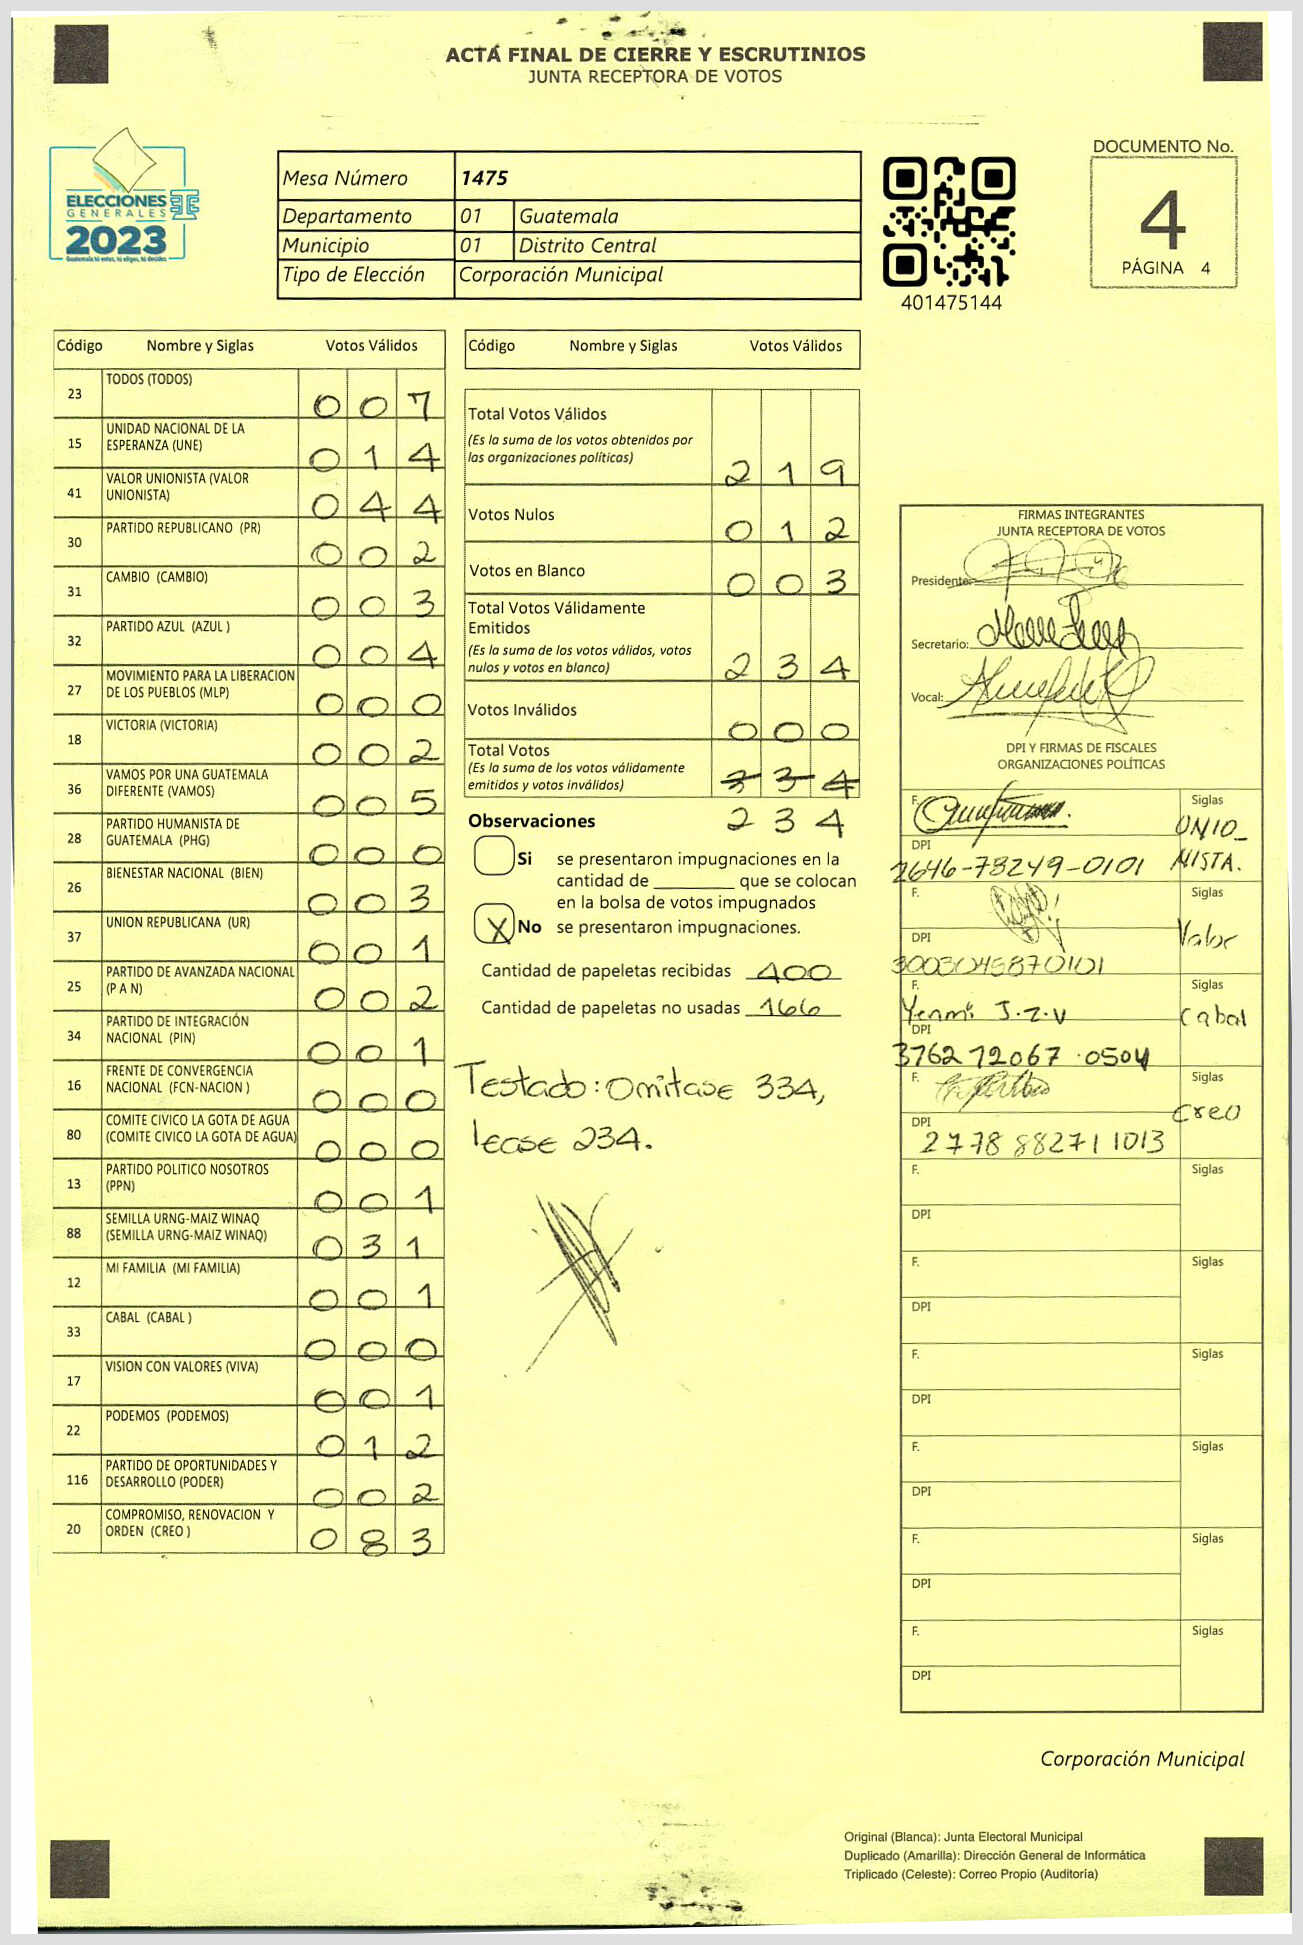 ACTA FINAL DE CIERRE Y ESCRUTINIOS
JUNTA RECEPTORA DE VOTOS
ELECCIONES
GENERALES
2023
Guatemala tú votas, tú eliges, tú decides
Mesa Número 1475
Departamento 01 Guatemala
Municipio 01 Distrito Central
Tipo de Elección Corporación Municipal
401475144
DOCUMENTO No.
4
PÁGINA 4
Código Nombre y Siglas Votos Válidos
23 TODOS (TODOS) 0 0 7
15 UNIDAD NACIONAL DE LA
ESPERANZA (UNE) 0 1 4
41 VALOR UNIONISTA (VALOR
UNIONISTA) 0 4 4
30 PARTIDO REPUBLICANO (PR) 0 0 2
31 CAMBIO (CAMBIO) 0 0 3
32 PARTIDO AZUL (AZUL ) 0 0 4
27 MOVIMIENTO PARA LA LIBERACION
DE LOS PUEBLOS (MLP) 0 0 0
18 VICTORIA (VICTORIA) 0 0 2
36 VAMOS POR UNA GUATEMALA
DIFERENTE (VAMOS) 0 0 5
28 PARTIDO HUMANISTA DE
GUATEMALA (PHG) 0 0 0
26 BIENESTAR NACIONAL (BIEN) 0 0 3
37 UNION REPUBLICANA (UR) 0 0 1
25 PARTIDO DE AVANZADA NACIONAL
(P A N) 0 0 2
34 PARTIDO DE INTEGRACIÓN
NACIONAL (PIN) 0 0 1
16 FRENTE DE CONVERGENCIA
NACIONAL (FCN-NACION ) 0 0 0
80 COMITE CIVICO LA GOTA DE AGUA
(COMITE CIVICO LA GOTA DE AGUA) 0 0 0
13 PARTIDO POLITICO NOSOTROS
(PPN) 0 0 1
88 SEMILLA URNG-MAIZ WINAQ
(SEMILLA URNG-MAIZ WINAQ) 0 3 1
12 MI FAMILIA (MI FAMILIA) 0 0 1
33 CABAL (CABAL ) 0 0 0
17 VISION CON VALORES (VIVA) 0 0 1
22 PODEMOS (PODEMOS) 0 1 2
116 PARTIDO DE OPORTUNIDADES Y
DESARROLLO (PODER) 0 0 2
20 COMPROMISO, RENOVACION Y
ORDEN (CREO ) 0 8 3
Código Nombre y Siglas Votos Válidos
Total Votos Válidos
(Es la suma de los votos obtenidos por
las organizaciones políticas) 2 1 9
Votos Nulos 0 1 2
Votos en Blanco 0 0 3
Total Votos Válidamente
Emitidos
(Es la suma de los votos válidos, votos
nulos y votos en blanco) 2 3 4
Votos Inválidos 0 0 0
Total Votos
(Es la suma de los votos válidamente
emitidos y votos inválidos) 3 3 4
2 3 4
Observaciones
Si se presentaron impugnaciones en la
cantidad de ________ que se colocan
en la bolsa de votos impugnados
X No se presentaron impugnaciones.
Cantidad de papeletas recibidas 400
Cantidad de papeletas no usadas 166
Testado: Omitase 334,
lease 234.
FIRMAS INTEGRANTES
JUNTA RECEPTORA DE VOTOS
Presidente:
Secretario:
Vocal:
DPI Y FIRMAS DE FISCALES
ORGANIZACIONES POLÍTICAS
F. Siglas
UNIO_
NISTA.
DPI
2646-78249-0101
F. Siglas
Valor
DPI
3003045870101
F. Siglas
Yenmi J.Z.V Cabal
DPI
3762 72067 0504
F. Siglas
Creo
DPI
2778 88271 1013
F. Siglas
DPI
F. Siglas
DPI
F. Siglas
DPI
F. Siglas
DPI
F. Siglas
DPI
F. Siglas
DPI
Corporación Municipal
Original (Blanca): Junta Electoral Municipal
Duplicado (Amarilla): Dirección General de Informática
Triplicado (Celeste): Correo Propio (Auditoría)